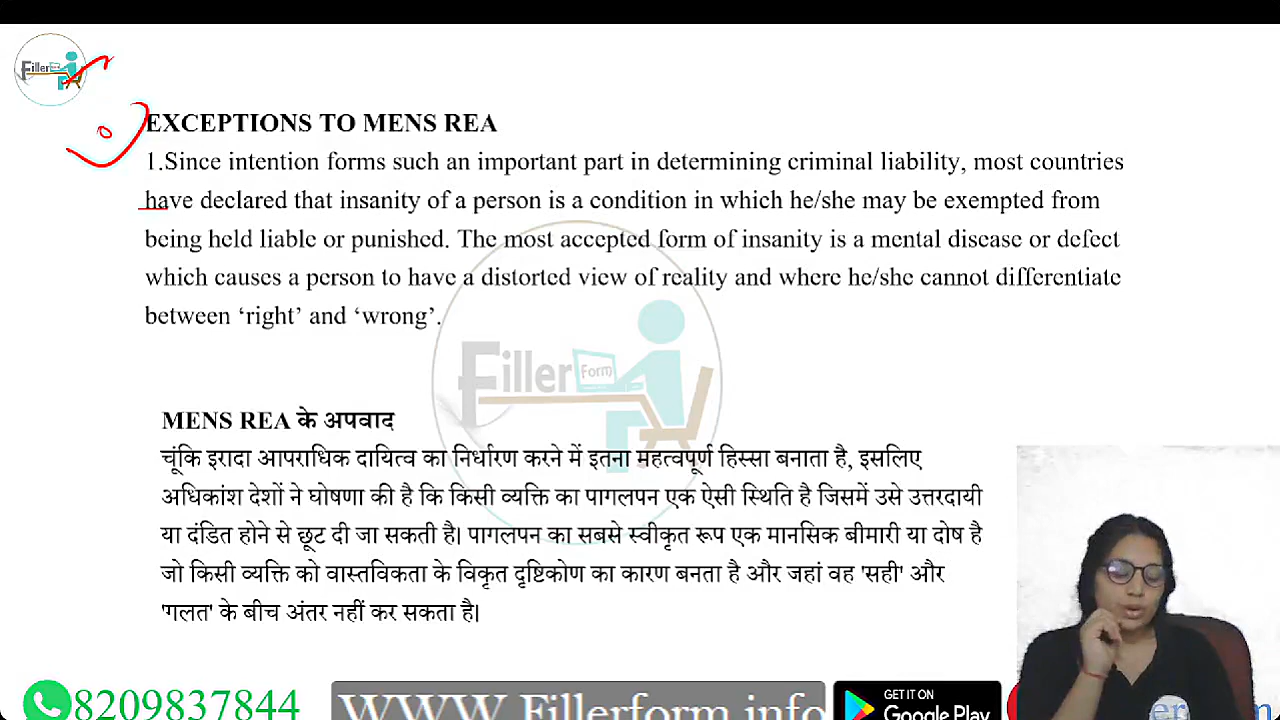 Filler
EXCEPTIONS TO MENS REA
1.Since intention forms such an important part in determining criminal liability, most countries
have declared that insanity of a person is a condition in which he/she may be exempted from
being held liable or punished. The most accepted form of insanity is a mental disease or defect
which causes a person to have a distorted view of reality and where he/she cannot differentiate
between ‘right’ and ‘wrong’.
Filler Form
MENS REA के अपवाद
चूंकि इरादा आपराधिक दायित्व का निर्धारण करने में इतना महत्वपूर्ण हिस्सा बनाता है, इसलिए
अधिकांश देशों ने घोषणा की है कि किसी व्यक्ति का पागलपन एक ऐसी स्थिति है जिसमें उसे उत्तरदायी
या दंडित होने से छूट दी जा सकती है। पागलपन का सबसे स्वीकृत रूप एक मानसिक बीमारी या दोष है
जो किसी व्यक्ति को वास्तविकता के विकृत दृष्टिकोण का कारण बनता है और जहां वह 'सही' और
'गलत' के बीच अंतर नहीं कर सकता है।
8209837844
WWW.Fillerform.info
GET IT ON
Google Play